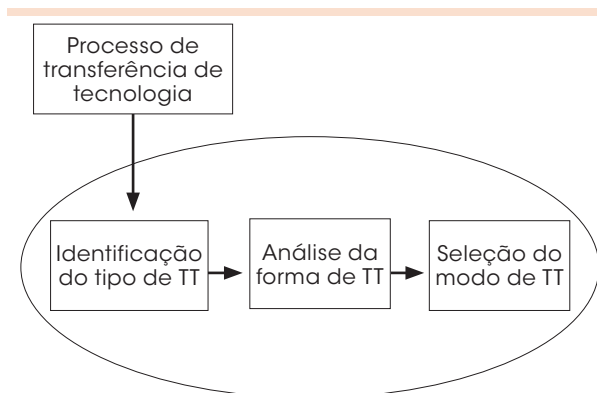 Processo de
transferência de
tecnologia
Identificação
do tipo de TT
Análise da
forma de TT
Seleção do
modo de TT